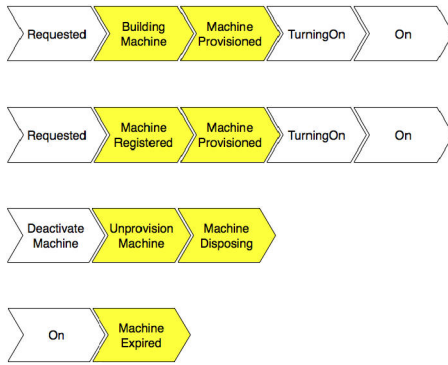 Requested
Building
Machine
Machine
Provisioned
TurningOn
On
Requested
Machine
Registered
Machine
Provisioned
TurningOn
On
Deactivate
Machine
Unprovision
Machine
Machine
Disposing
On
Machine
Expired